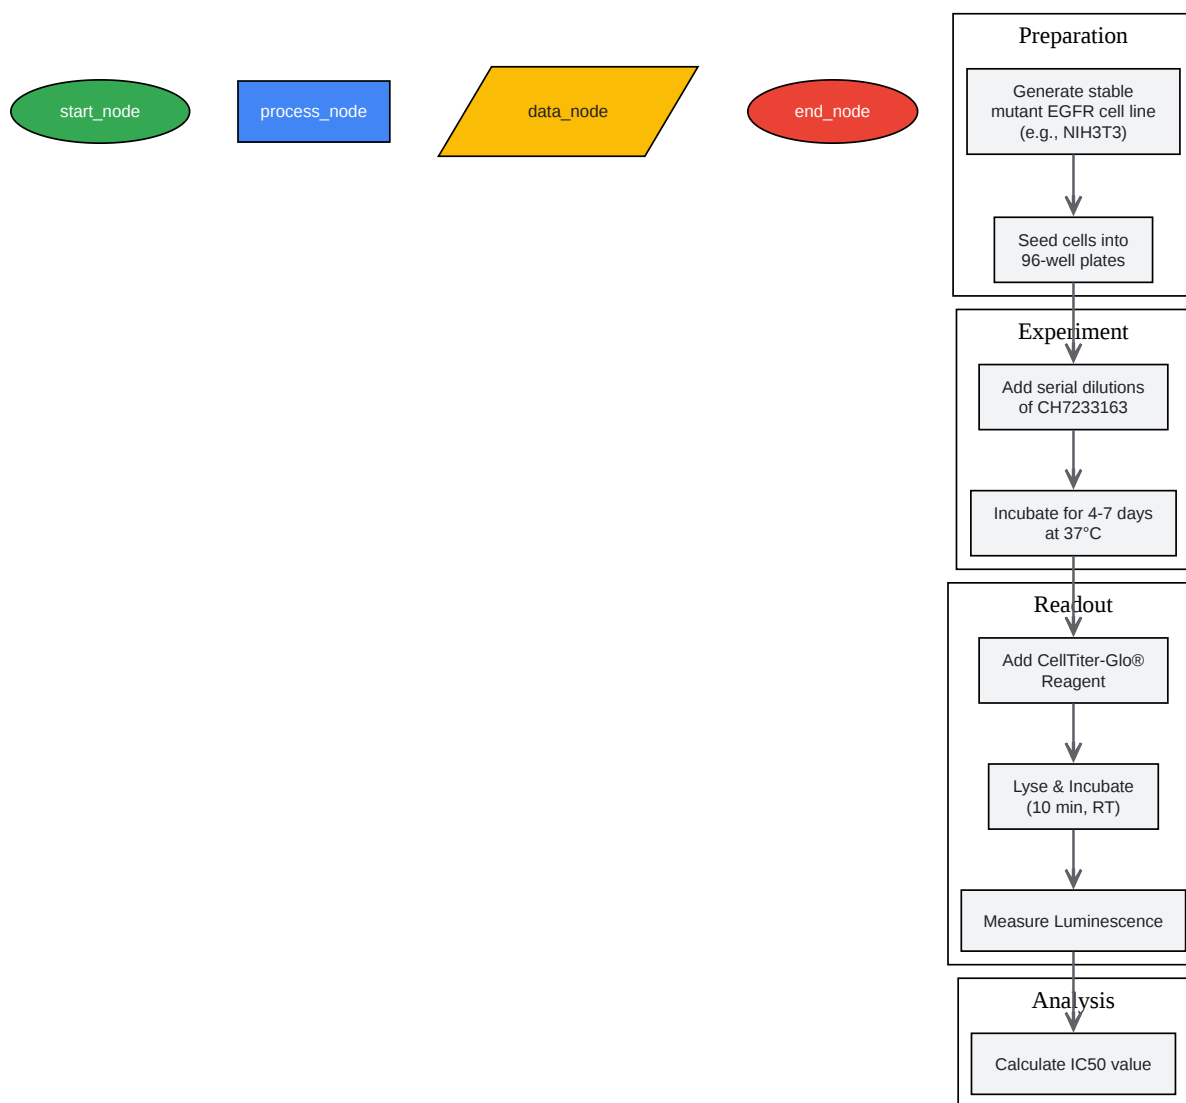 start_node
process_node
data_node
end_node
Preparation
Generate stable
mutant EGFR cell line
(e.g., NIH3T3)
Seed cells into
96-well plates
Experiment
Add serial dilutions
of CH7233163
Incubate for 4-7 days
at 37°C
Readout
Add CellTiter-Glo®
Reagent
Lyse & Incubate
(10 min, RT)
Measure Luminescence
Analysis
Calculate IC50 value